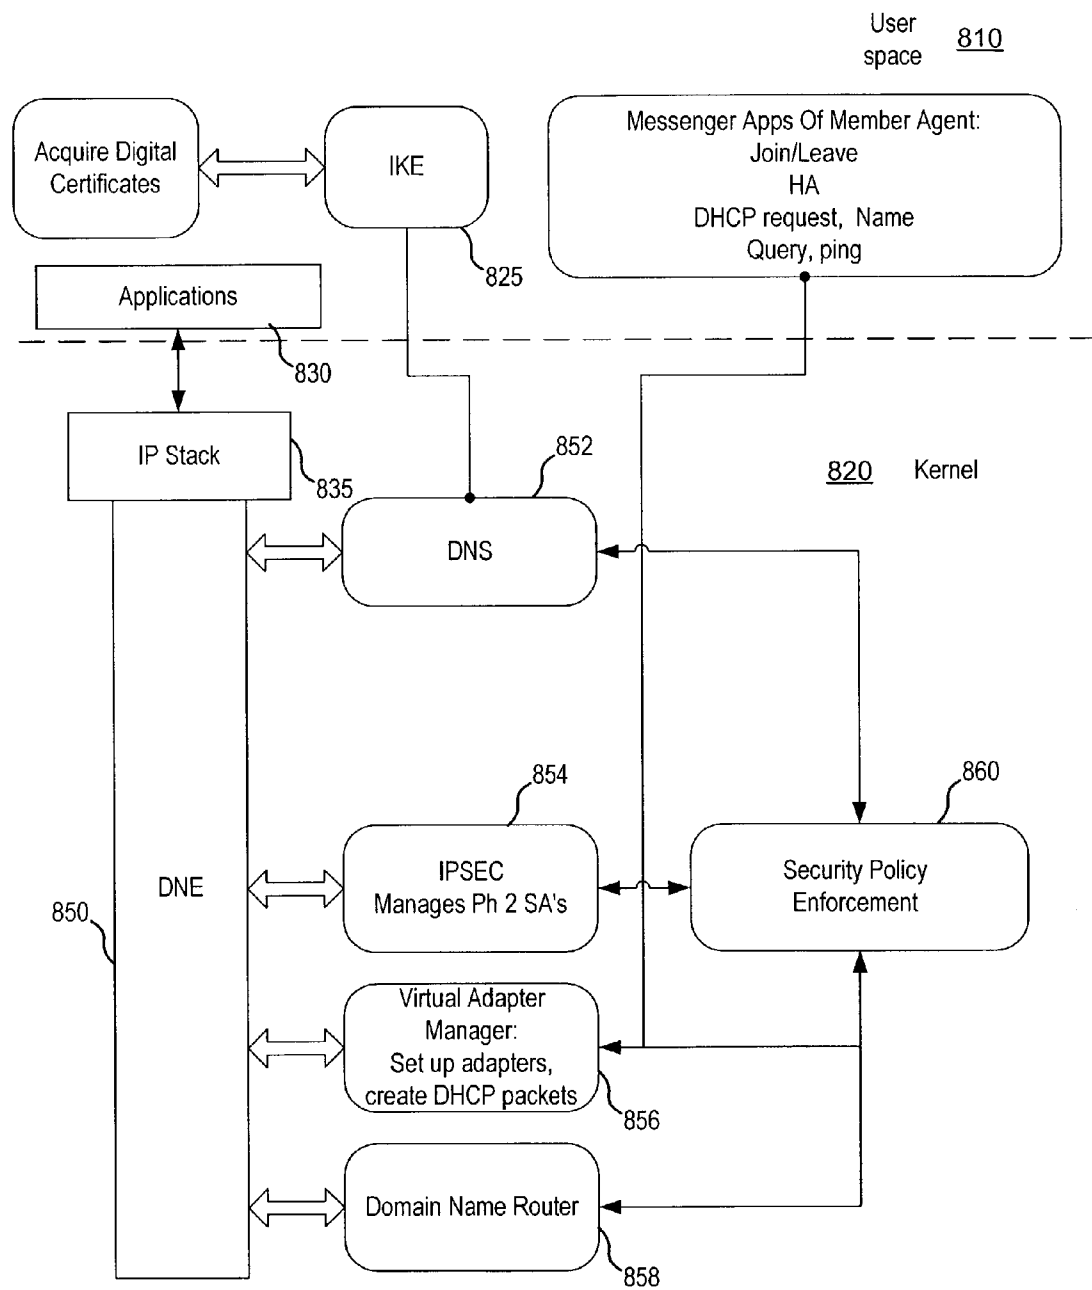 User
space
810
Acquire Digital
Certificates
IKE
825
Messenger Apps Of Member Agent:
Join/Leave
HA
DHCP request, Name
Query, ping
Applications
830
IP Stack
835
852
820
Kernel
DNS
854
860
IPSEC
Manages Ph 2 SA's
Security Policy
Enforcement
DNE
850
Virtual Adapter
Manager:
Set up adapters,
create DHCP packets
856
Domain Name Router
858